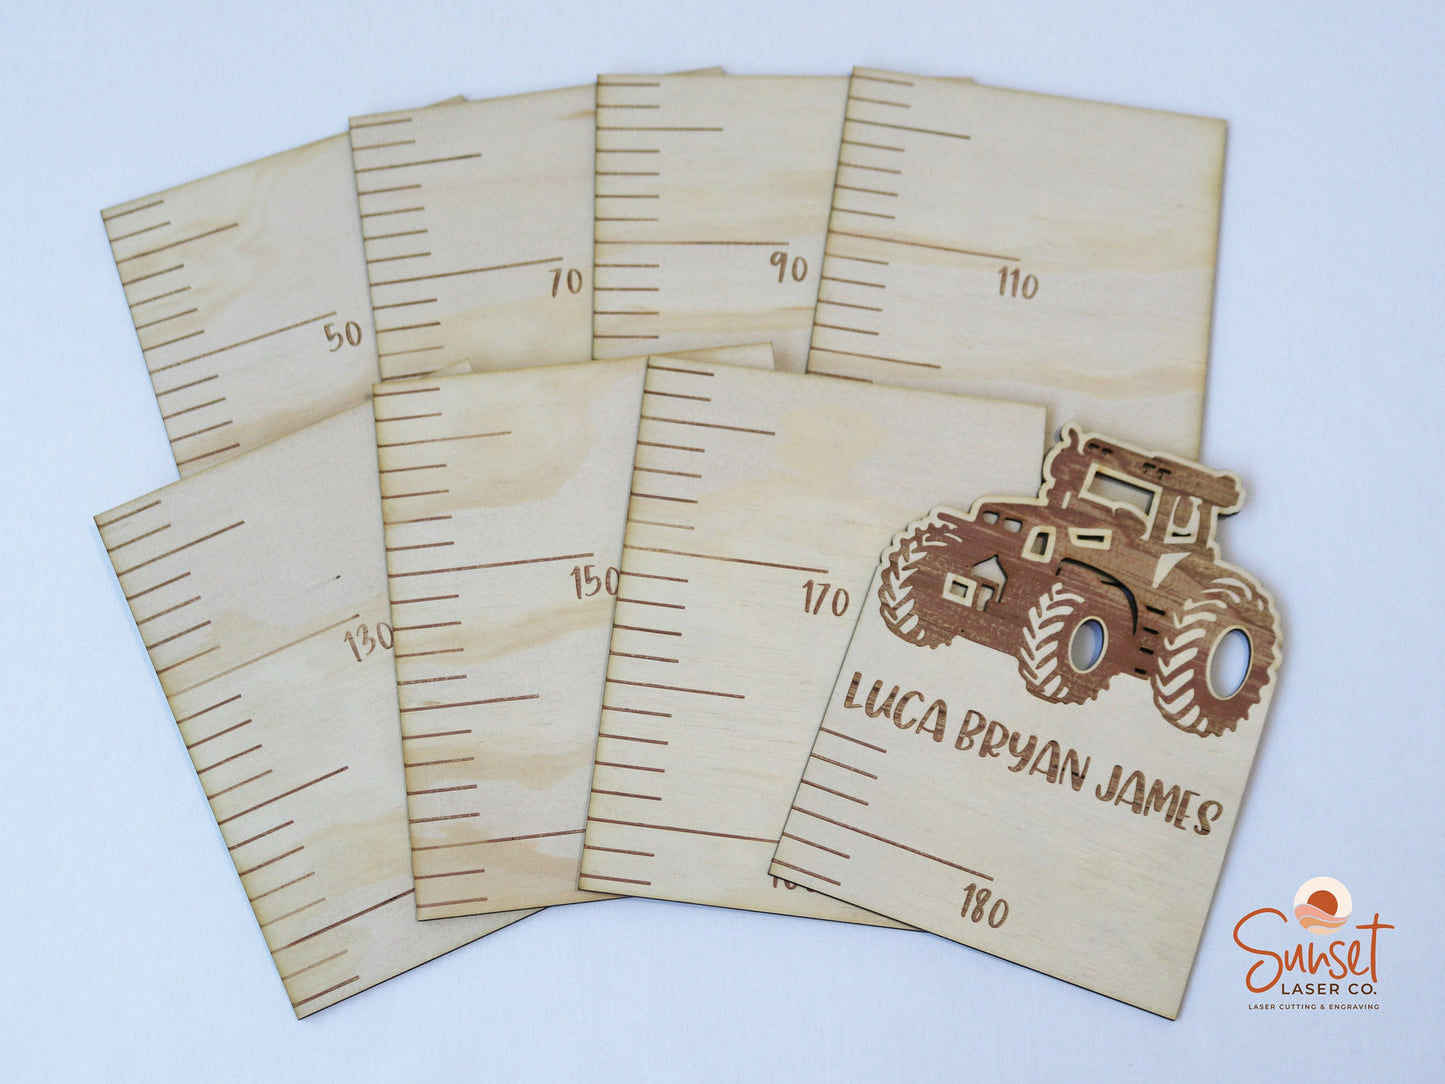 50
70
90
110
130
150
170
LUCA BRYAN JAMES
180
Sunset
LASER CO.
LASER CUTTING & ENGRAVING